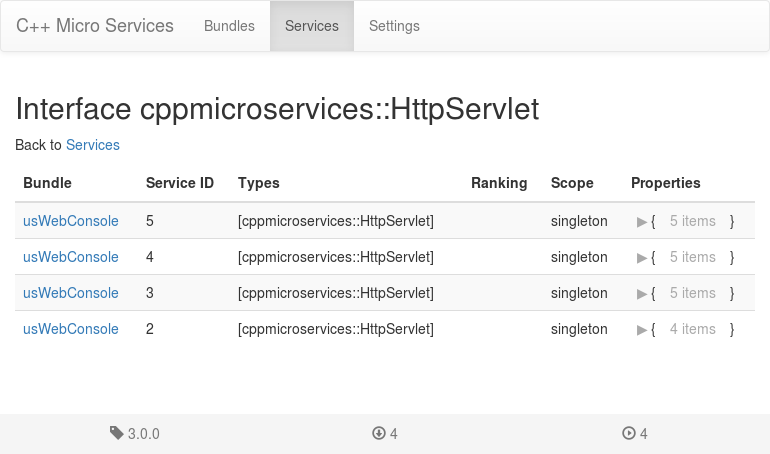 C++ Micro Services Bundles Services Settings
Interface cppmicroservices::HttpServlet
Back to Services
Bundle Service ID Types Ranking Scope Properties
usWebConsole 5 [cppmicroservices::HttpServlet] singleton ▶ { 5 items }
usWebConsole 4 [cppmicroservices::HttpServlet] singleton ▶ { 5 items }
usWebConsole 3 [cppmicroservices::HttpServlet] singleton ▶ { 5 items }
usWebConsole 2 [cppmicroservices::HttpServlet] singleton ▶ { 4 items }
3.0.0 4 4